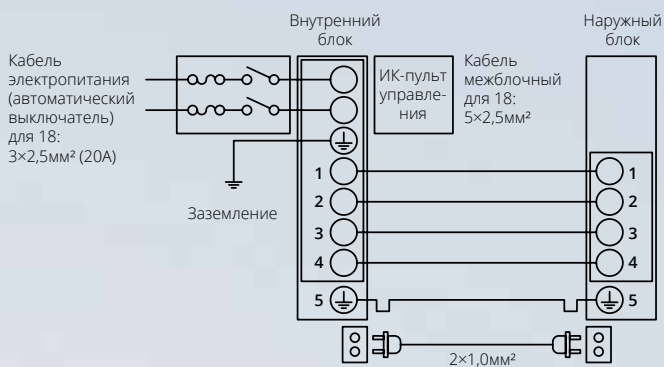 Внутренний
блок
Наружный
блок
Кабель
электропитания
(автоматический
выключатель)
для 18:
3×2,5мм² (20А)
ИК-пульт
управле-
ния
Кабель
межблочный
для 18:
5×2,5мм²
Заземление
1
2
3
4
5
1
2
3
4
5
2×1,0мм²